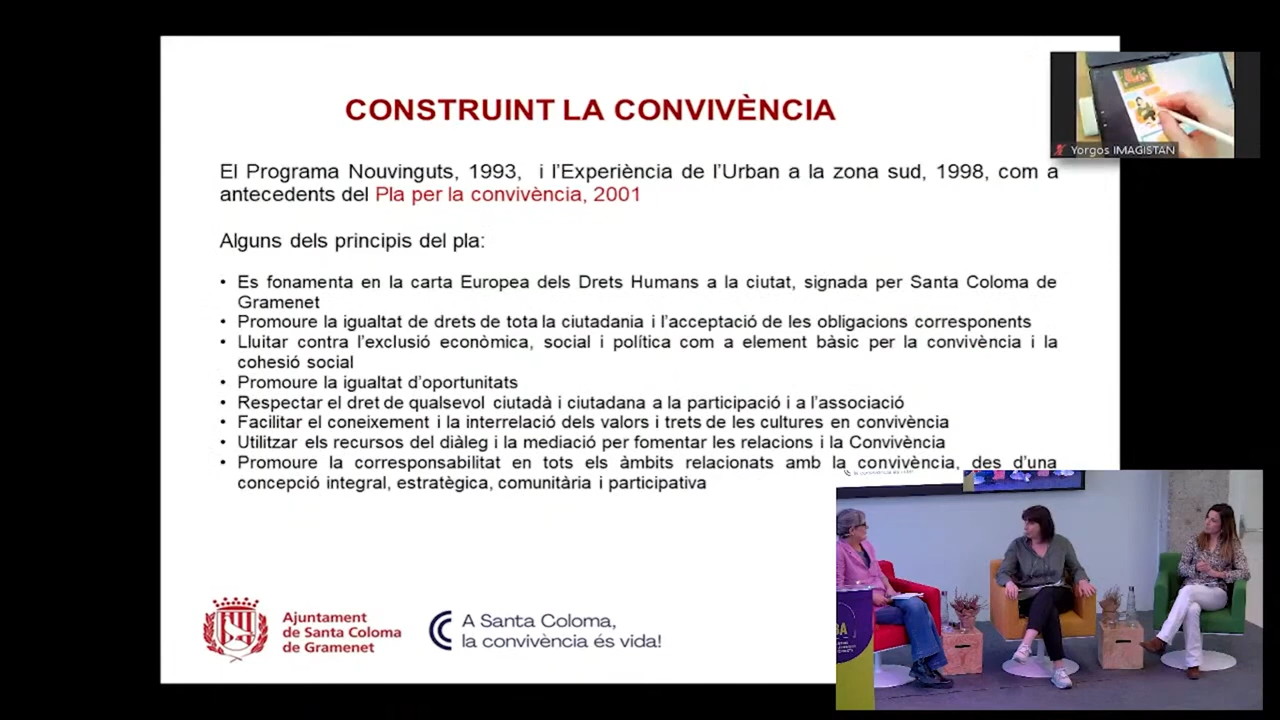 CONSTRUINT LA CONVIVÈNCIA
El Programa Nouvinguts, 1993, i l'Experiència de l'Urban a la zona sud, 1998, com a
antecedents del Pla per la convivència, 2001
Alguns dels principis del pla:
• Es fonamenta en la carta Europea dels Drets Humans a la ciutat, signada per Santa Coloma de
Gramenet
• Promoure la igualtat de drets de tota la ciutadania i l'acceptació de les obligacions corresponents
• Lluitar contra l'exclusió econòmica, social i política com a element bàsic per la convivència i la
cohesió social
• Promoure la igualtat d'oportunitats
• Respectar el dret de qualsevol ciutadà i ciutadana a la participació i a l'associació
• Facilitar el coneixement i la interrelació dels valors i trets de les cultures en convivència
• Utilitzar els recursos del diàleg i la mediació per fomentar les relacions i la Convivència
• Promoure la corresponsabilitat en tots els àmbits relacionats amb la convivència, des d'una
concepció integral, estratègica, comunitària i participativa
Ajuntament
de Santa Coloma
de Gramenet
A Santa Coloma,
la convivència és vida!
Yorgos IMAGISTAN